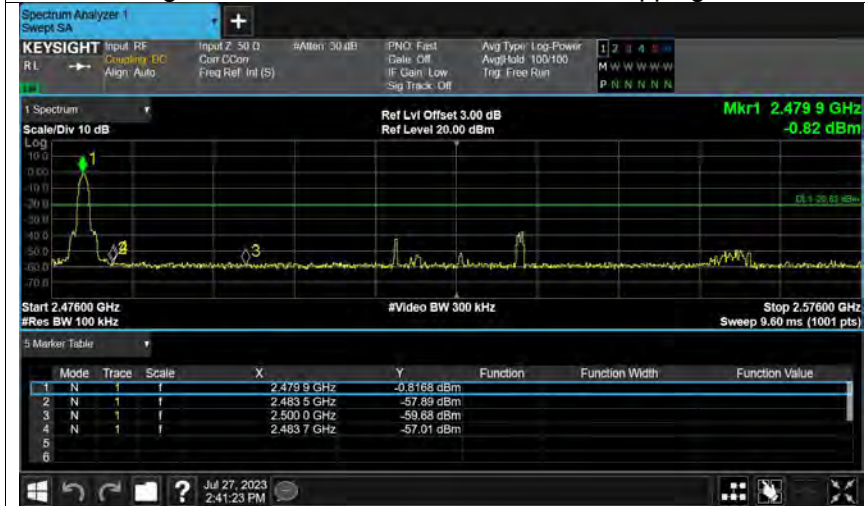 Spectrum Analyzer 1
Swept SA
+
KEYSIGHT Input: RF Input Z: 50 Ω #Atten: 30 dB PNO: Fast Avg Type: Log-Power 1 2 3 4 5 6
RL Coupling: DC Corr CCorr Gate: Off Avg|Hold: 100/100 M W W W W W
Align: Auto Freq Ref: Int (S) IF Gain: Low Trig: Free Run
Sig Track: Off P N N N N N
1 Spectrum Ref Lvl Offset 3.00 dB Mkr1 2.479 9 GHz
Scale/Div 10 dB Ref Level 20.00 dBm -0.82 dBm
Log
10.0
0.00
-10.0
-20.0
-30.0
-40.0
-50.0
-60.0
-70.0
1
2
3
DL1 -20.82 dBm
Start 2.47600 GHz #Video BW 300 kHz Stop 2.57600 GHz
#Res BW 100 kHz Sweep 9.60 ms (1001 pts)
5 Marker Table
Mode Trace Scale X Y Function Function Width Function Value
1 N 1 f 2.479 9 GHz -0.8168 dBm
2 N 1 f 2.483 5 GHz -57.89 dBm
3 N 1 f 2.500 0 GHz -59.68 dBm
4 N 1 f 2.483 7 GHz -57.01 dBm
5
6
? Jul 27, 2023
2:41:23 PM